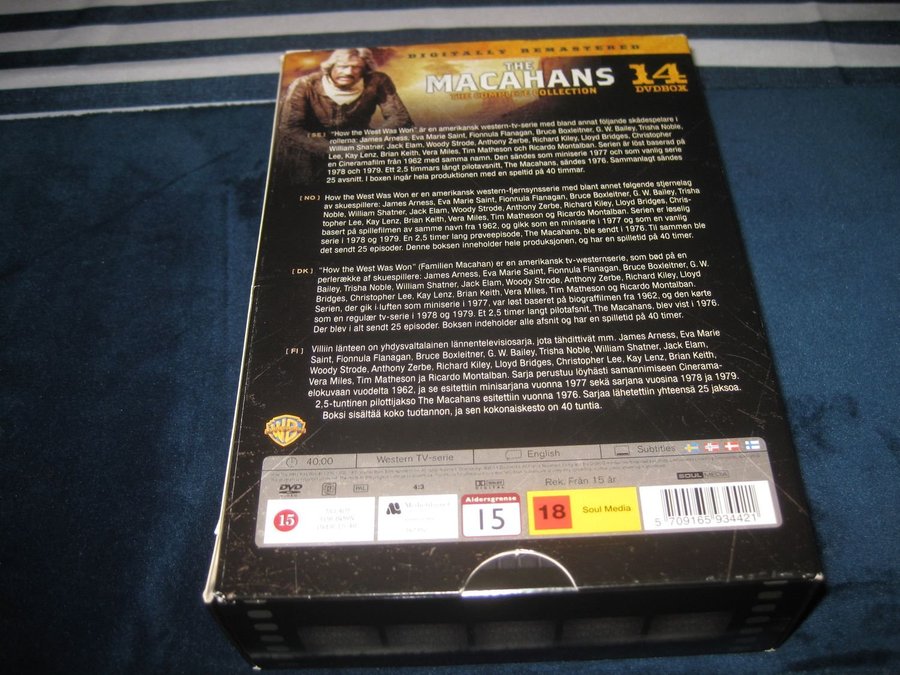 DIGITALLY REMASTERED
THE
MACAHANS
THE COMPLETE COLLECTION
14
DVDBOX
[SE] "How the West Was Won" är en amerikansk western-tv-serie med bland annat följande skådespelare i
rollerna: James Arness, Eva Marie Saint, Fionnula Flanagan, Bruce Boxleitner, G.W. Bailey, Trisha Noble,
William Shatner, Jack Elam, Woody Strode, Anthony Zerbe, Richard Kiley, Lloyd Bridges, Christopher
Lee, Kay Lenz, Brian Keith, Vera Miles, Tim Matheson och Ricardo Montalban. Serien är löst baserad på
en Cineramafilm från 1962 med samma namn. Den sändes som miniserie 1977 och som vanlig serie
1978 och 1979. Ett 2,5 timmars långt pilotavsnitt, The Macahans, sändes 1976. Sammanlagt sändes
25 avsnitt. I boxen ingår hela produktionen med en speltid på 40 timmar.
[NO] How the West Was Won er en amerikansk western-fjernsynsserie med blant annet følgende stjernelag
av skuespillere: James Arness, Eva Marie Saint, Fionnula Flanagan, Bruce Boxleitner, G. W. Bailey, Trisha
Noble, William Shatner, Jack Elam, Woody Strode, Anthony Zerbe, Richard Kiley, Lloyd Bridges, Chris-
topher Lee, Kay Lenz, Brian Keith, Vera Miles, Tim Matheson og Ricardo Montalban. Serien er løselig
basert på spillefilmen av samme navn fra 1962, og gikk som en miniserie i 1977 og som en vanlig
serie i 1978 og 1979. En 2,5 timer lang prøveepisode, The Macahans, ble sendt i 1976. Til sammen ble
det sendt 25 episoder. Denne boksen inneholder hele produksjonen, og har en spilletid på 40 timer.
[DK] "How the West Was Won" (Familien Macahan) er en amerikansk tv-westernserie, som bød på en
perlerække af skuespillere: James Arness, Eva Marie Saint, Fionnula Flanagan, Bruce Boxleitner, G. W.
Bailey, Trisha Noble, William Shatner, Jack Elam, Woody Strode, Anthony Zerbe, Richard Kiley, Lloyd
Bridges, Christopher Lee, Kay Lenz, Brian Keith, Vera Miles, Tim Matheson og Ricardo Montalban.
Serien, der gik i luften som miniserie i 1977, var løst baseret på biograffilmen fra 1962, og den kørte
som en regulær tv-serie i 1978 og 1979. Et 2,5 timer langt pilotafsnit, The Macahans, blev vist i 1976.
Der blev i alt sendt 25 episoder. Boksen indeholder alle afsnit og har en spilletid på 40 timer.
[FI] Villiin länteen on yhdysvaltalainen lännentelevisiosarja, jota tähdittivät mm. James Arness, Eva Marie
Saint, Fionnula Flanagan, Bruce Boxleitner, G. W. Bailey, Trisha Noble, William Shatner, Jack Elam,
Woody Strode, Anthony Zerbe, Richard Kiley, Lloyd Bridges, Christopher Lee, Kay Lenz, Brian Keith,
Vera Miles, Tim Matheson ja Ricardo Montalban. Sarja perustuu löyhästi samannimiseen Cinerama-
elokuvaan vuodelta 1962, ja se esitettiin minisarjana vuonna 1977 sekä sarjana vuosina 1978 ja 1979.
2,5-tuntinen pilottijakso The Macahans esitettiin vuonna 1976. Sarjaa lähetettiin yhteensä 25 jaksoa.
Boksi sisältää koko tuotannon, ja sen kokonaiskesto on 40 tuntia.
WB
40:00 Western TV-serie English Subtitles
DVD PAL 4:3 DOLBY DIGITAL Rek. Från 15 år SOUL MEDIA
15
Aldersgrense
15
18 Soul Media
5 709165 934421